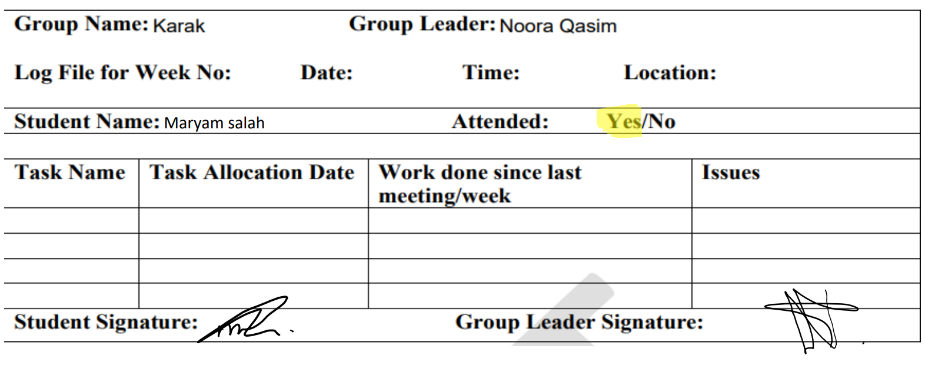 Group Name: Karak Group Leader: Noora Qasim
Log File for Week No: Date: Time: Location:
Student Name: Maryam salah Attended: Yes/No
Task Name Task Allocation Date Work done since last Issues
meeting/week
Student Signature: Group Leader Signature: